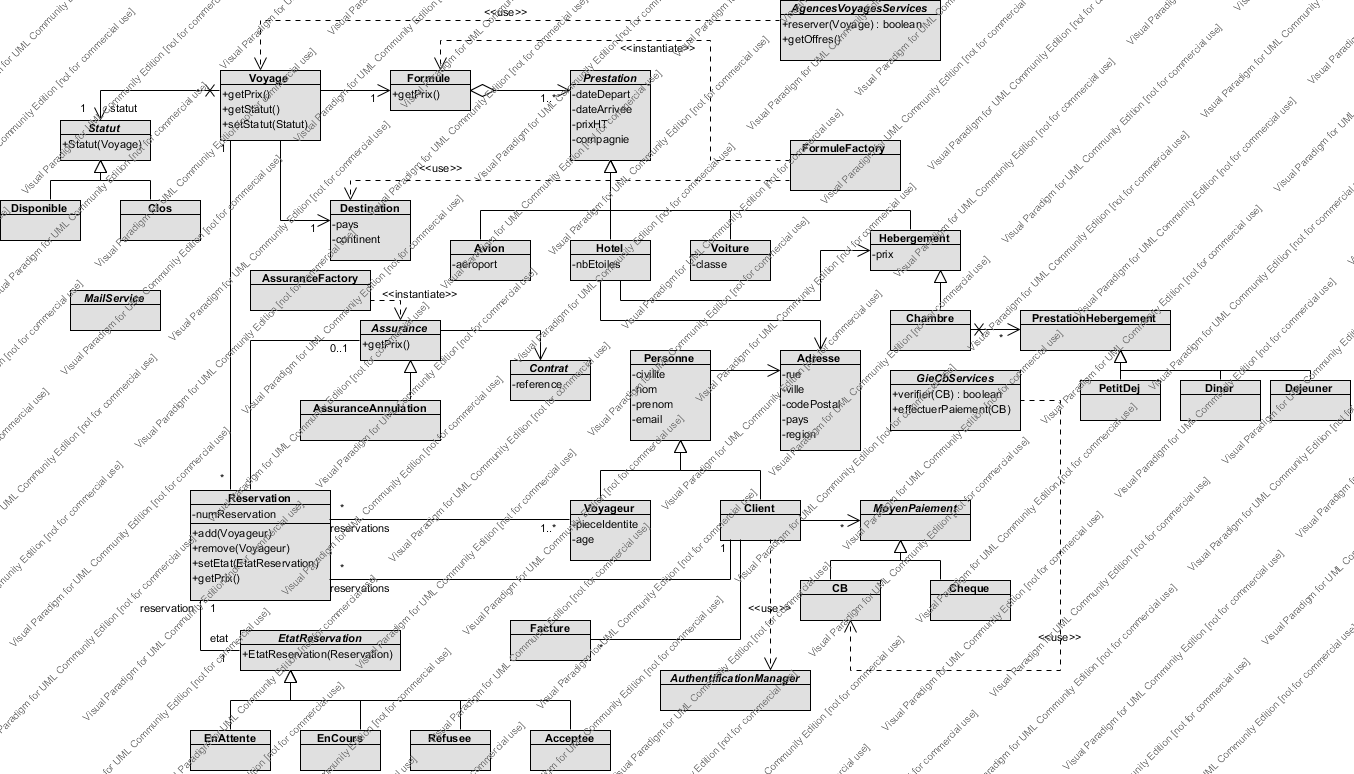 <<use>>
AgencesVoyagesServices
+reserver(Voyage) : boolean
+getOffres()
<<instantiate>>
Voyage
+getPrix()
+getStatut()
+setStatut(Statut)
1
Formule
+getPrix()
1..*
Prestation
-dateDepart
-dateArrivee
-prixHT
-compagnie
1
statut
Statut
+Statut(Voyage)
1
FormuleFactory
<<use>>
Disponible
Clos
Destination
-pays
-continent
1
Avion
-aeroport
Hotel
-nbEtoiles
Voiture
-classe
Hebergement
-prix
AssuranceFactory
<<instantiate>>
MailService
Assurance
+getPrix()
0..1
Chambre
*
PrestationHebergement
Contrat
-reference
Personne
-civilite
-nom
-prenom
-email
Adresse
-rue
-ville
-codePostal
-pays
-region
GieCbServices
+verifier(CB) : boolean
+effectuerPaiement(CB)
PetitDej
Diner
Dejeuner
AssuranceAnnulation
*
Reservation
-numReservation
+add(Voyageur)
+remove(Voyageur)
+setEtat(EtatReservation)
+getPrix()
*
reservations
1..*
Voyageur
-pieceIdentite
-age
Client
1
*
MoyenPaiement
*
reservations
CB
Cheque
reservation
1
<<use>>
etat
1
EtatReservation
+EtatReservation(Reservation)
Facture
*
<<use>>
AuthentificationManager
EnAttente
EnCours
Refusee
Acceptee
Visual Paradigm for UML Community Edition [not for commercial use]